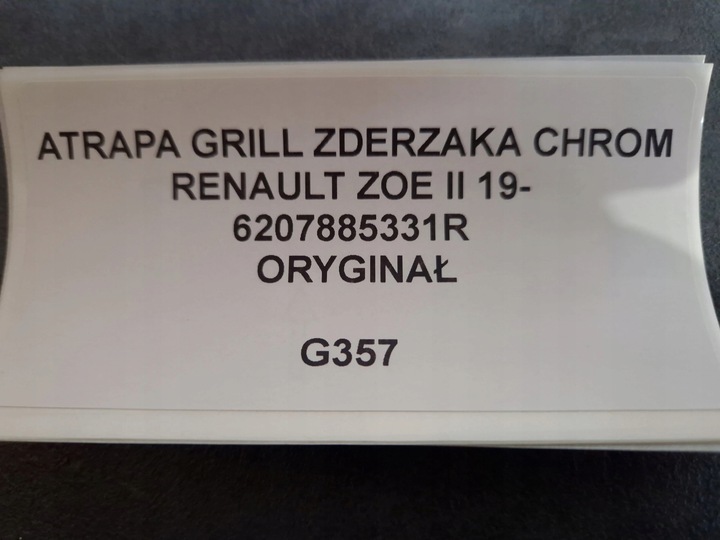 ATRAPA GRILL ZDERZAKA CHROM
RENAULT ZOE II 19-
6207885331R
ORYGINAŁ
G357